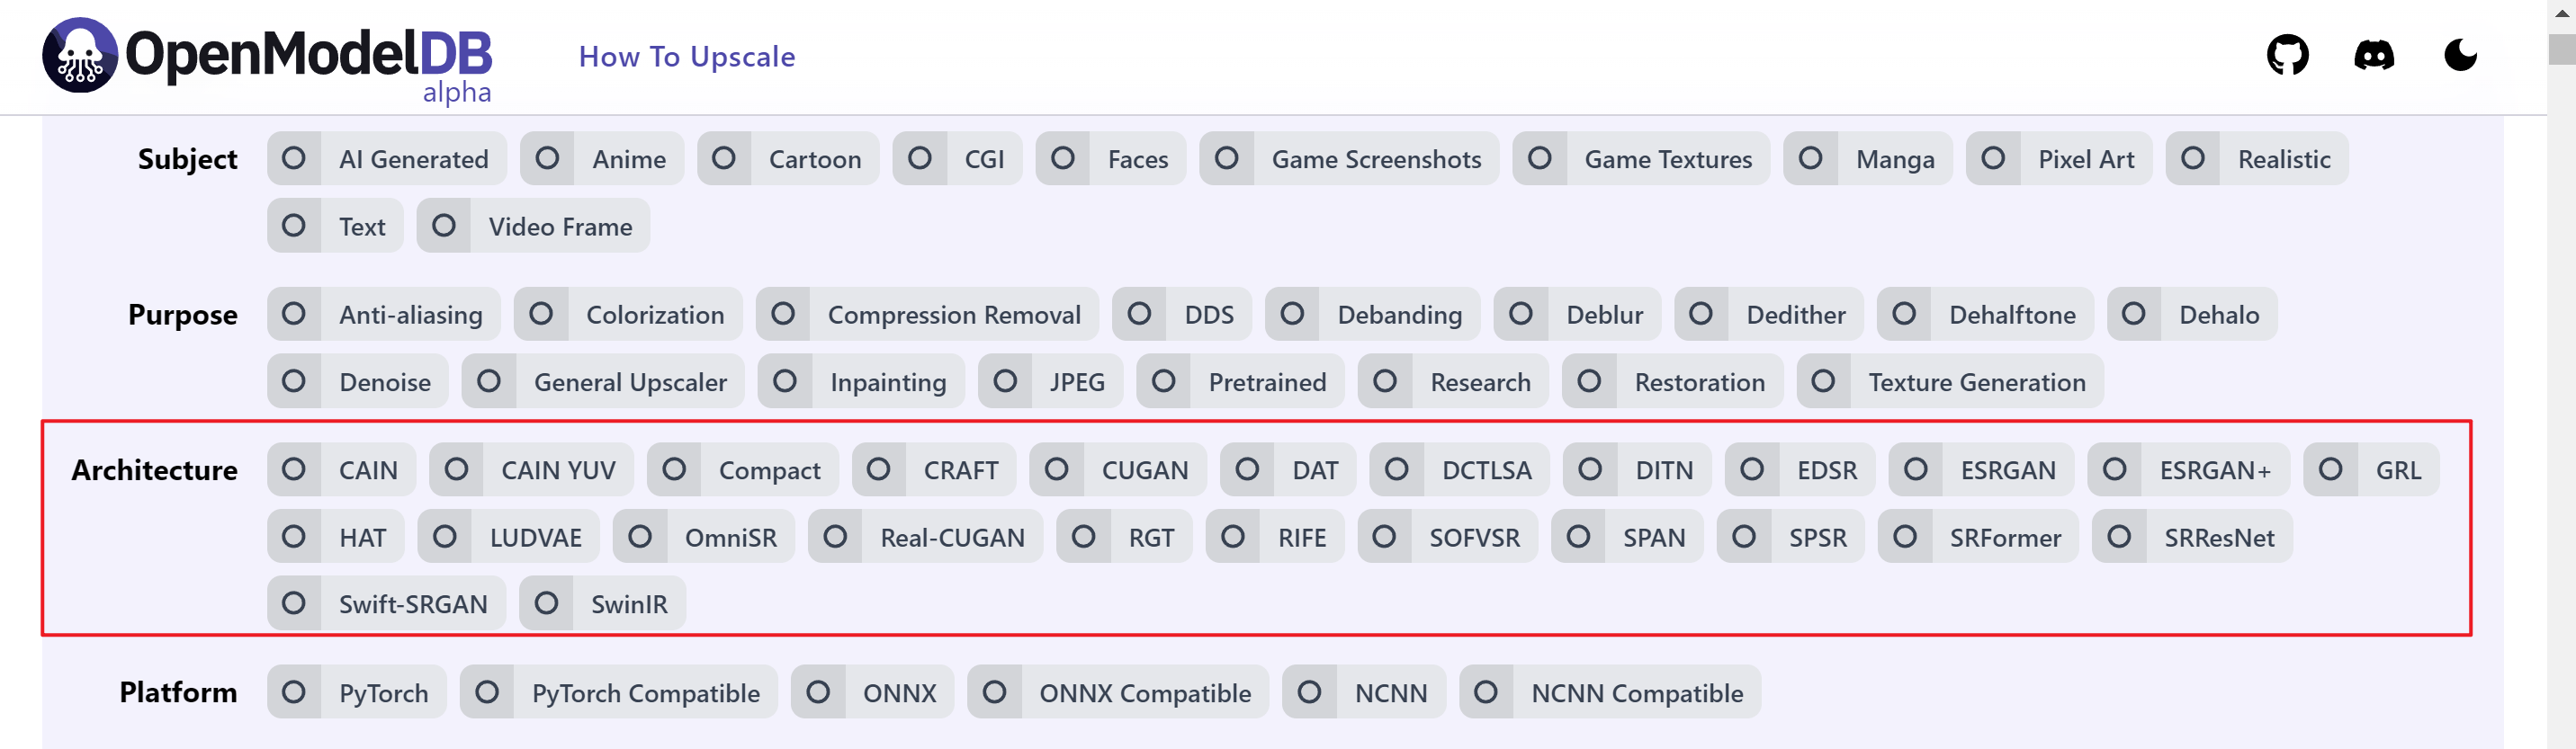 OpenModelDB How To Upscale
alpha
Subject AI Generated Anime Cartoon CGI Faces Game Screenshots Game Textures Manga Pixel Art Realistic
Text Video Frame
Purpose Anti-aliasing Colorization Compression Removal DDS Debanding Deblur Dedither Dehalftone Dehalo
Denoise General Upscaler Inpainting JPEG Pretrained Research Restoration Texture Generation
Architecture CAIN CAIN YUV Compact CRAFT CUGAN DAT DCTLSA DITN EDSR ESRGAN ESRGAN+ GRL
HAT LUDVAE OmniSR Real-CUGAN RGT RIFE SOFVSR SPAN SPSR SRFormer SRResNet
Swift-SRGAN SwinIR
Platform PyTorch PyTorch Compatible ONNX ONNX Compatible NCNN NCNN Compatible